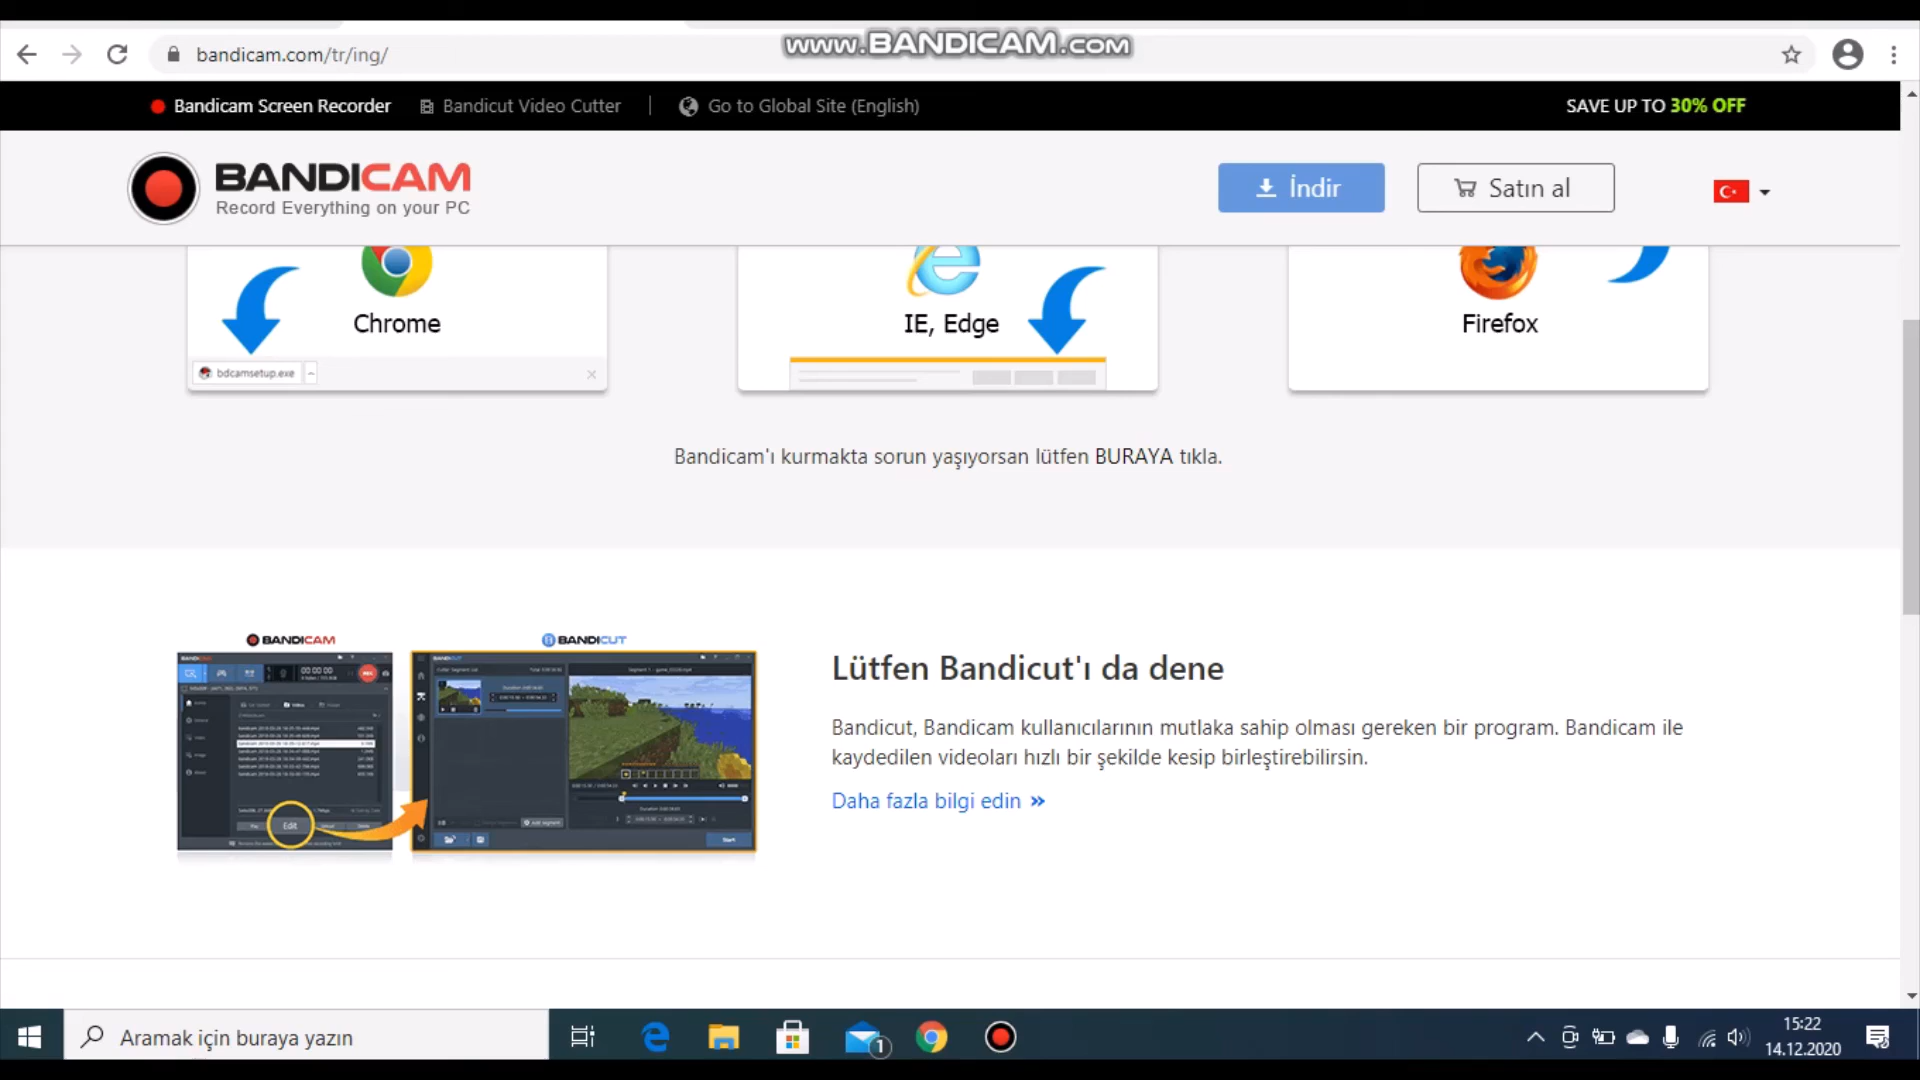 www.BANDICAM.com
bandicam.com/tr/ing/
Bandicam Screen Recorder
Bandicut Video Cutter
Go to Global Site (English)
SAVE UP TO 30% OFF
BANDICAM
Record Everything on your PC
İndir
Satın al
Chrome
IE, Edge
Firefox
bdcamsetup.exe
Bandicam'ı kurmakta sorun yaşıyorsan lütfen BURAYA tıkla.
BANDICAM
BANDICUT
Edit
Start
Lütfen Bandicut'ı da dene
Bandicut, Bandicam kullanıcılarının mutlaka sahip olması gereken bir program. Bandicam ile
kaydedilen videoları hızlı bir şekilde kesip birleştirebilirsin.
Daha fazla bilgi edin »
Aramak için buraya yazın
1
15:22
14.12.2020